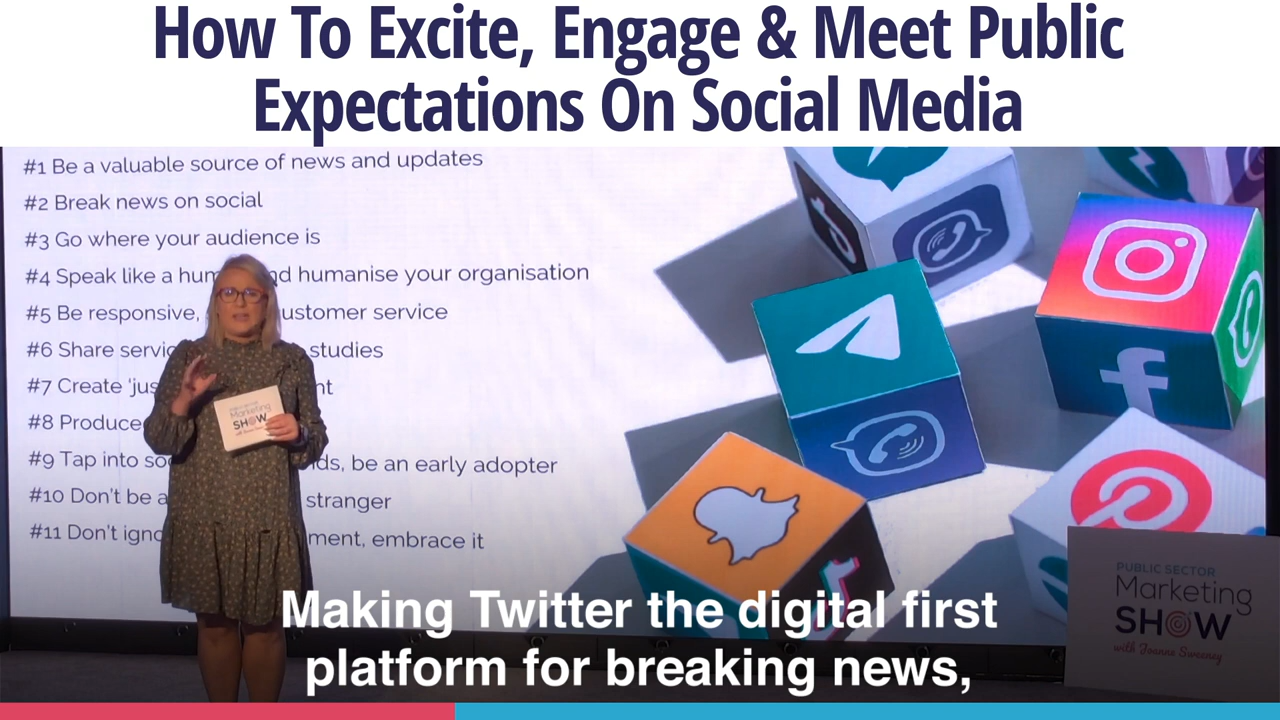 How To Excite, Engage & Meet Public
Expectations On Social Media
#1 Be a valuable source of news and updates
#2 Break news on social
#3 Go where your audience is
#4 Speak like a hum nd humanise your organisation
#5 Be responsive, ustomer service
#6 Share servic studies
#7 Create 'jus nt
#8 Produce
#9 Tap into so ds, be an early adopter
#10 Don't be a stranger
#11 Don't igno ment, embrace it
Marketing
SHOW
PUBLIC SECTOR
Marketing
SHOW
with Joanne Sweeney
Making Twitter the digital first
platform for breaking news,